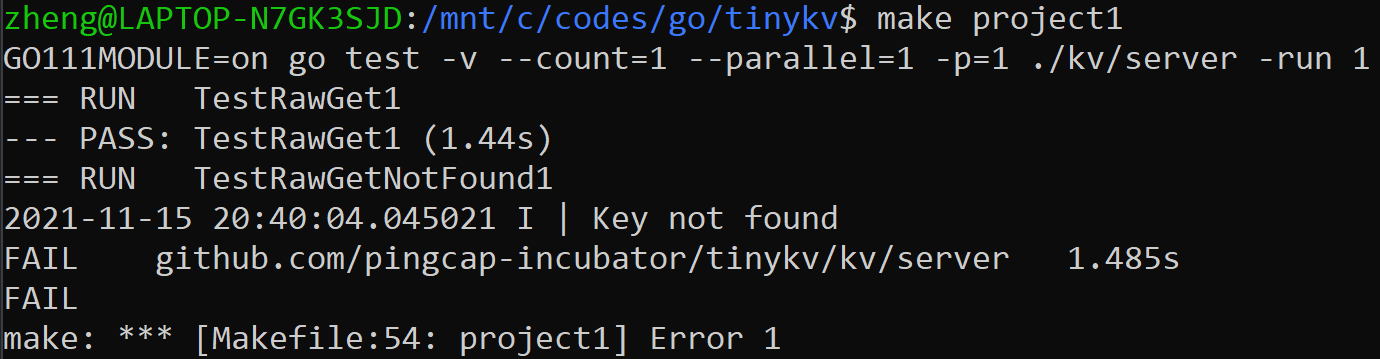 zheng@LAPTOP-N7GK3SJD:/mnt/c/codes/go/tinykv$ make project1
GO111MODULE=on go test -v --count=1 --parallel=1 -p=1 ./kv/server -run 1
=== RUN   TestRawGet1
--- PASS: TestRawGet1 (1.44s)
=== RUN   TestRawGetNotFound1
2021-11-15 20:40:04.045021 I | Key not found
FAIL    github.com/pingcap-incubator/tinykv/kv/server   1.485s
FAIL
make: *** [Makefile:54: project1] Error 1